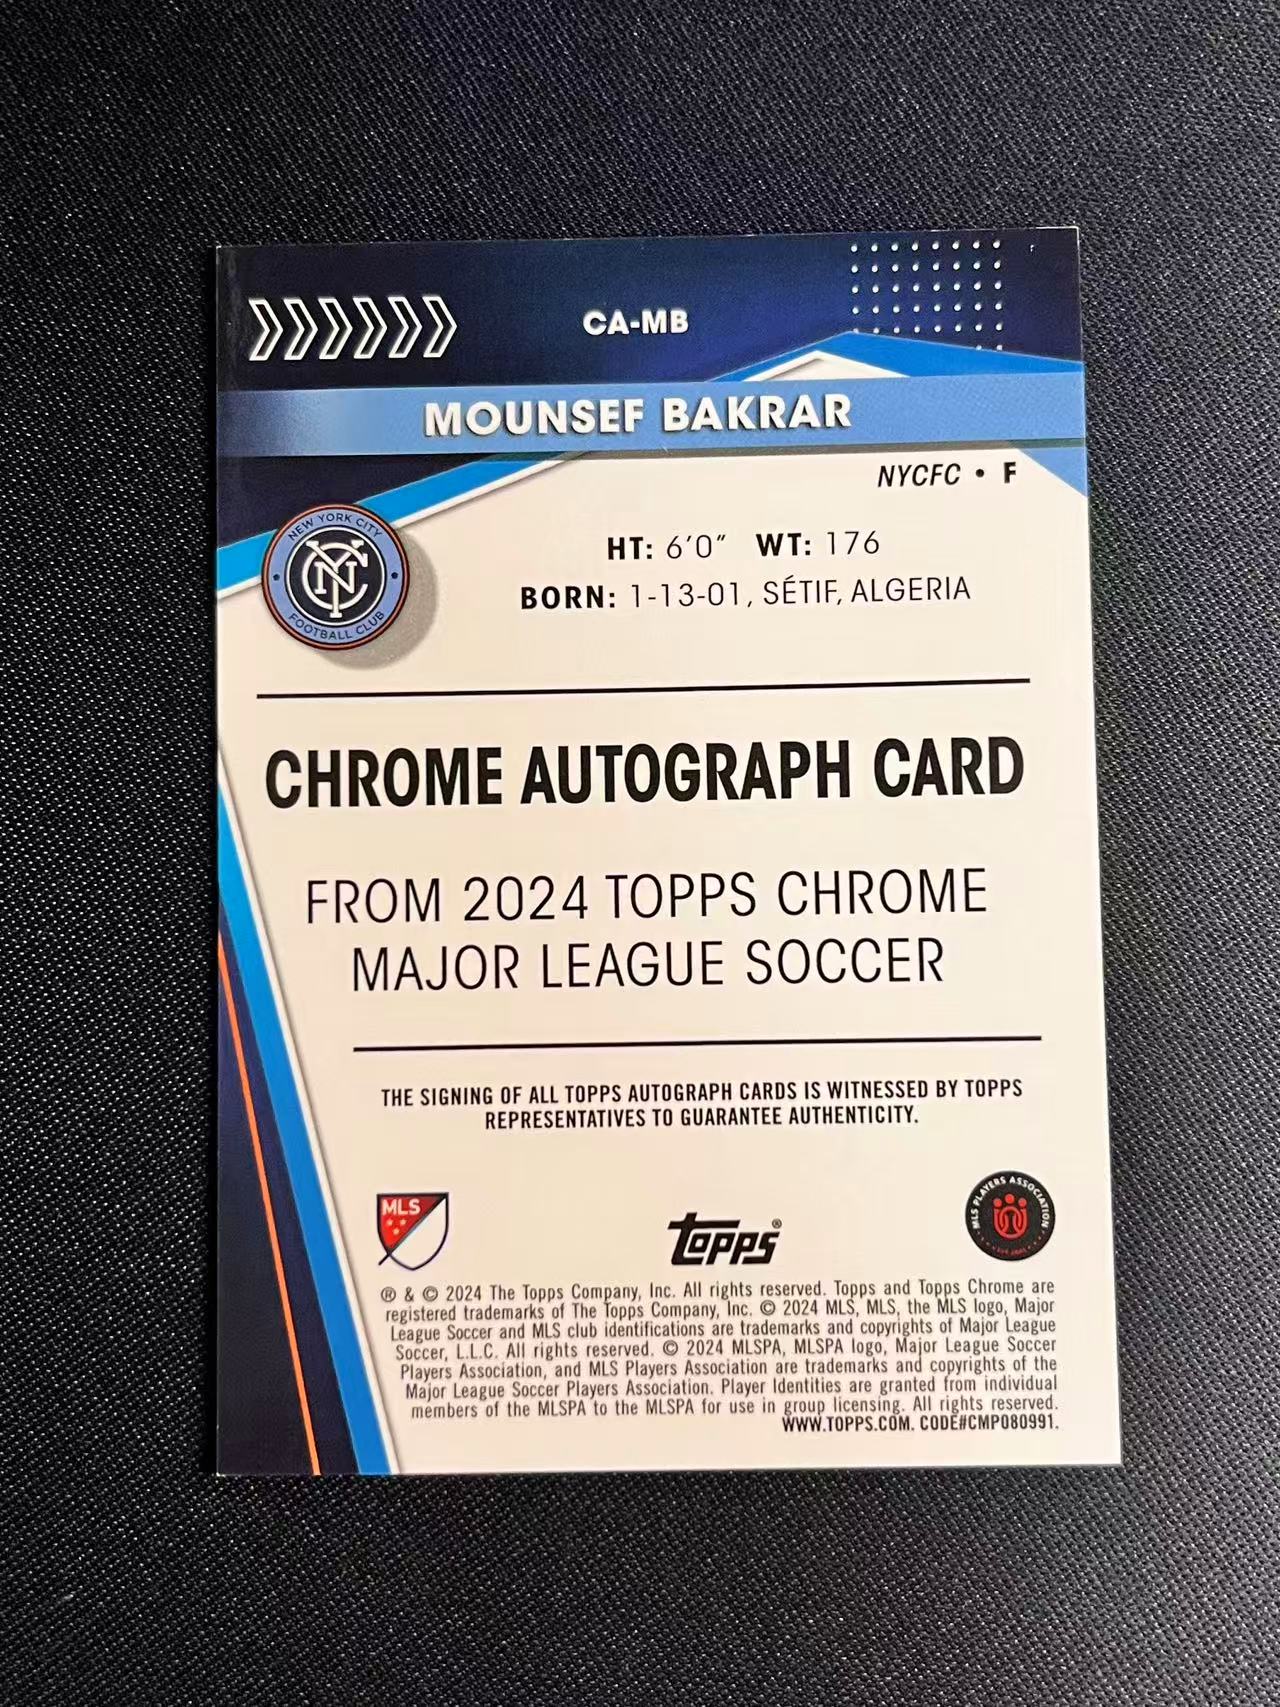 CA-MB
MOUNSEF BAKRAR
NYCFC • F
NEW YORK CITY
NYC
FOOTBALL CLUB
HT: 6'0" WT: 176
BORN: 1-13-01, SÉTIF, ALGERIA
CHROME AUTOGRAPH CARD
FROM 2024 TOPPS CHROME
MAJOR LEAGUE SOCCER
THE SIGNING OF ALL TOPPS AUTOGRAPH CARDS IS WITNESSED BY TOPPS
REPRESENTATIVES TO GUARANTEE AUTHENTICITY.
MLS
topps®
MLS PLAYERS ASSOCIATION
® & © 2024 The Topps Company, Inc. All rights reserved. Topps and Topps Chrome are
registered trademarks of The Topps Company, Inc. © 2024 MLS, MLS, the MLS logo, Major
League Soccer and MLS club identifications are trademarks and copyrights of Major League
Soccer, L.L.C. All rights reserved. © 2024 MLSPA, MLSPA logo, Major League Soccer
Players Association, and MLS Players Association are trademarks and copyrights of the
Major League Soccer Players Association. Player Identities are granted from individual
members of the MLSPA to the MLSPA for use in group licensing. All rights reserved.
WWW.TOPPS.COM. CODE#CMP080991.